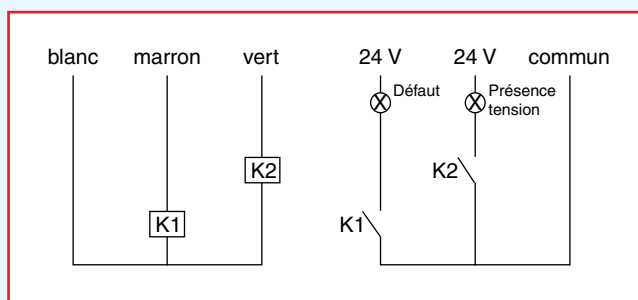 blanc marron vert 24 V 24 V commun
Défaut Présence
tension
K2 K2
K1 K1